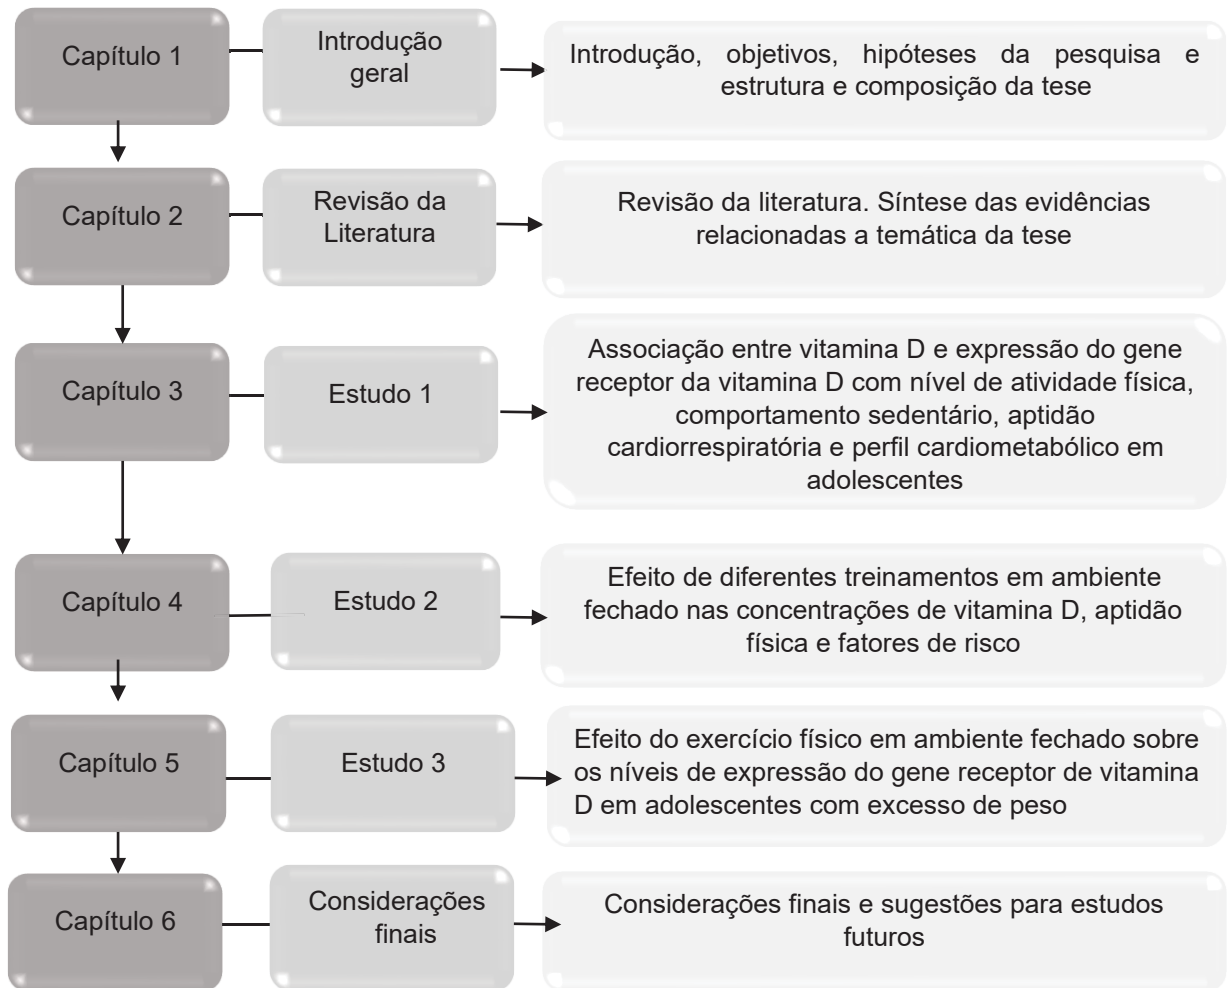 Capítulo 1
Introdução
geral
Introdução, objetivos, hipóteses da pesquisa e
estrutura e composição da tese
Capítulo 2
Revisão da
Literatura
Revisão da literatura. Síntese das evidências
relacionadas a temática da tese
Capítulo 3
Estudo 1
Associação entre vitamina D e expressão do gene
receptor da vitamina D com nível de atividade física,
comportamento sedentário, aptidão
cardiorrespiratória e perfil cardiometabólico em
adolescentes
Capítulo 4
Estudo 2
Efeito de diferentes treinamentos em ambiente
fechado nas concentrações de vitamina D, aptidão
física e fatores de risco
Capítulo 5
Estudo 3
Efeito do exercício físico em ambiente fechado sobre
os níveis de expressão do gene receptor de vitamina
D em adolescentes com excesso de peso
Capítulo 6
Considerações
finais
Considerações finais e sugestões para estudos
futuros